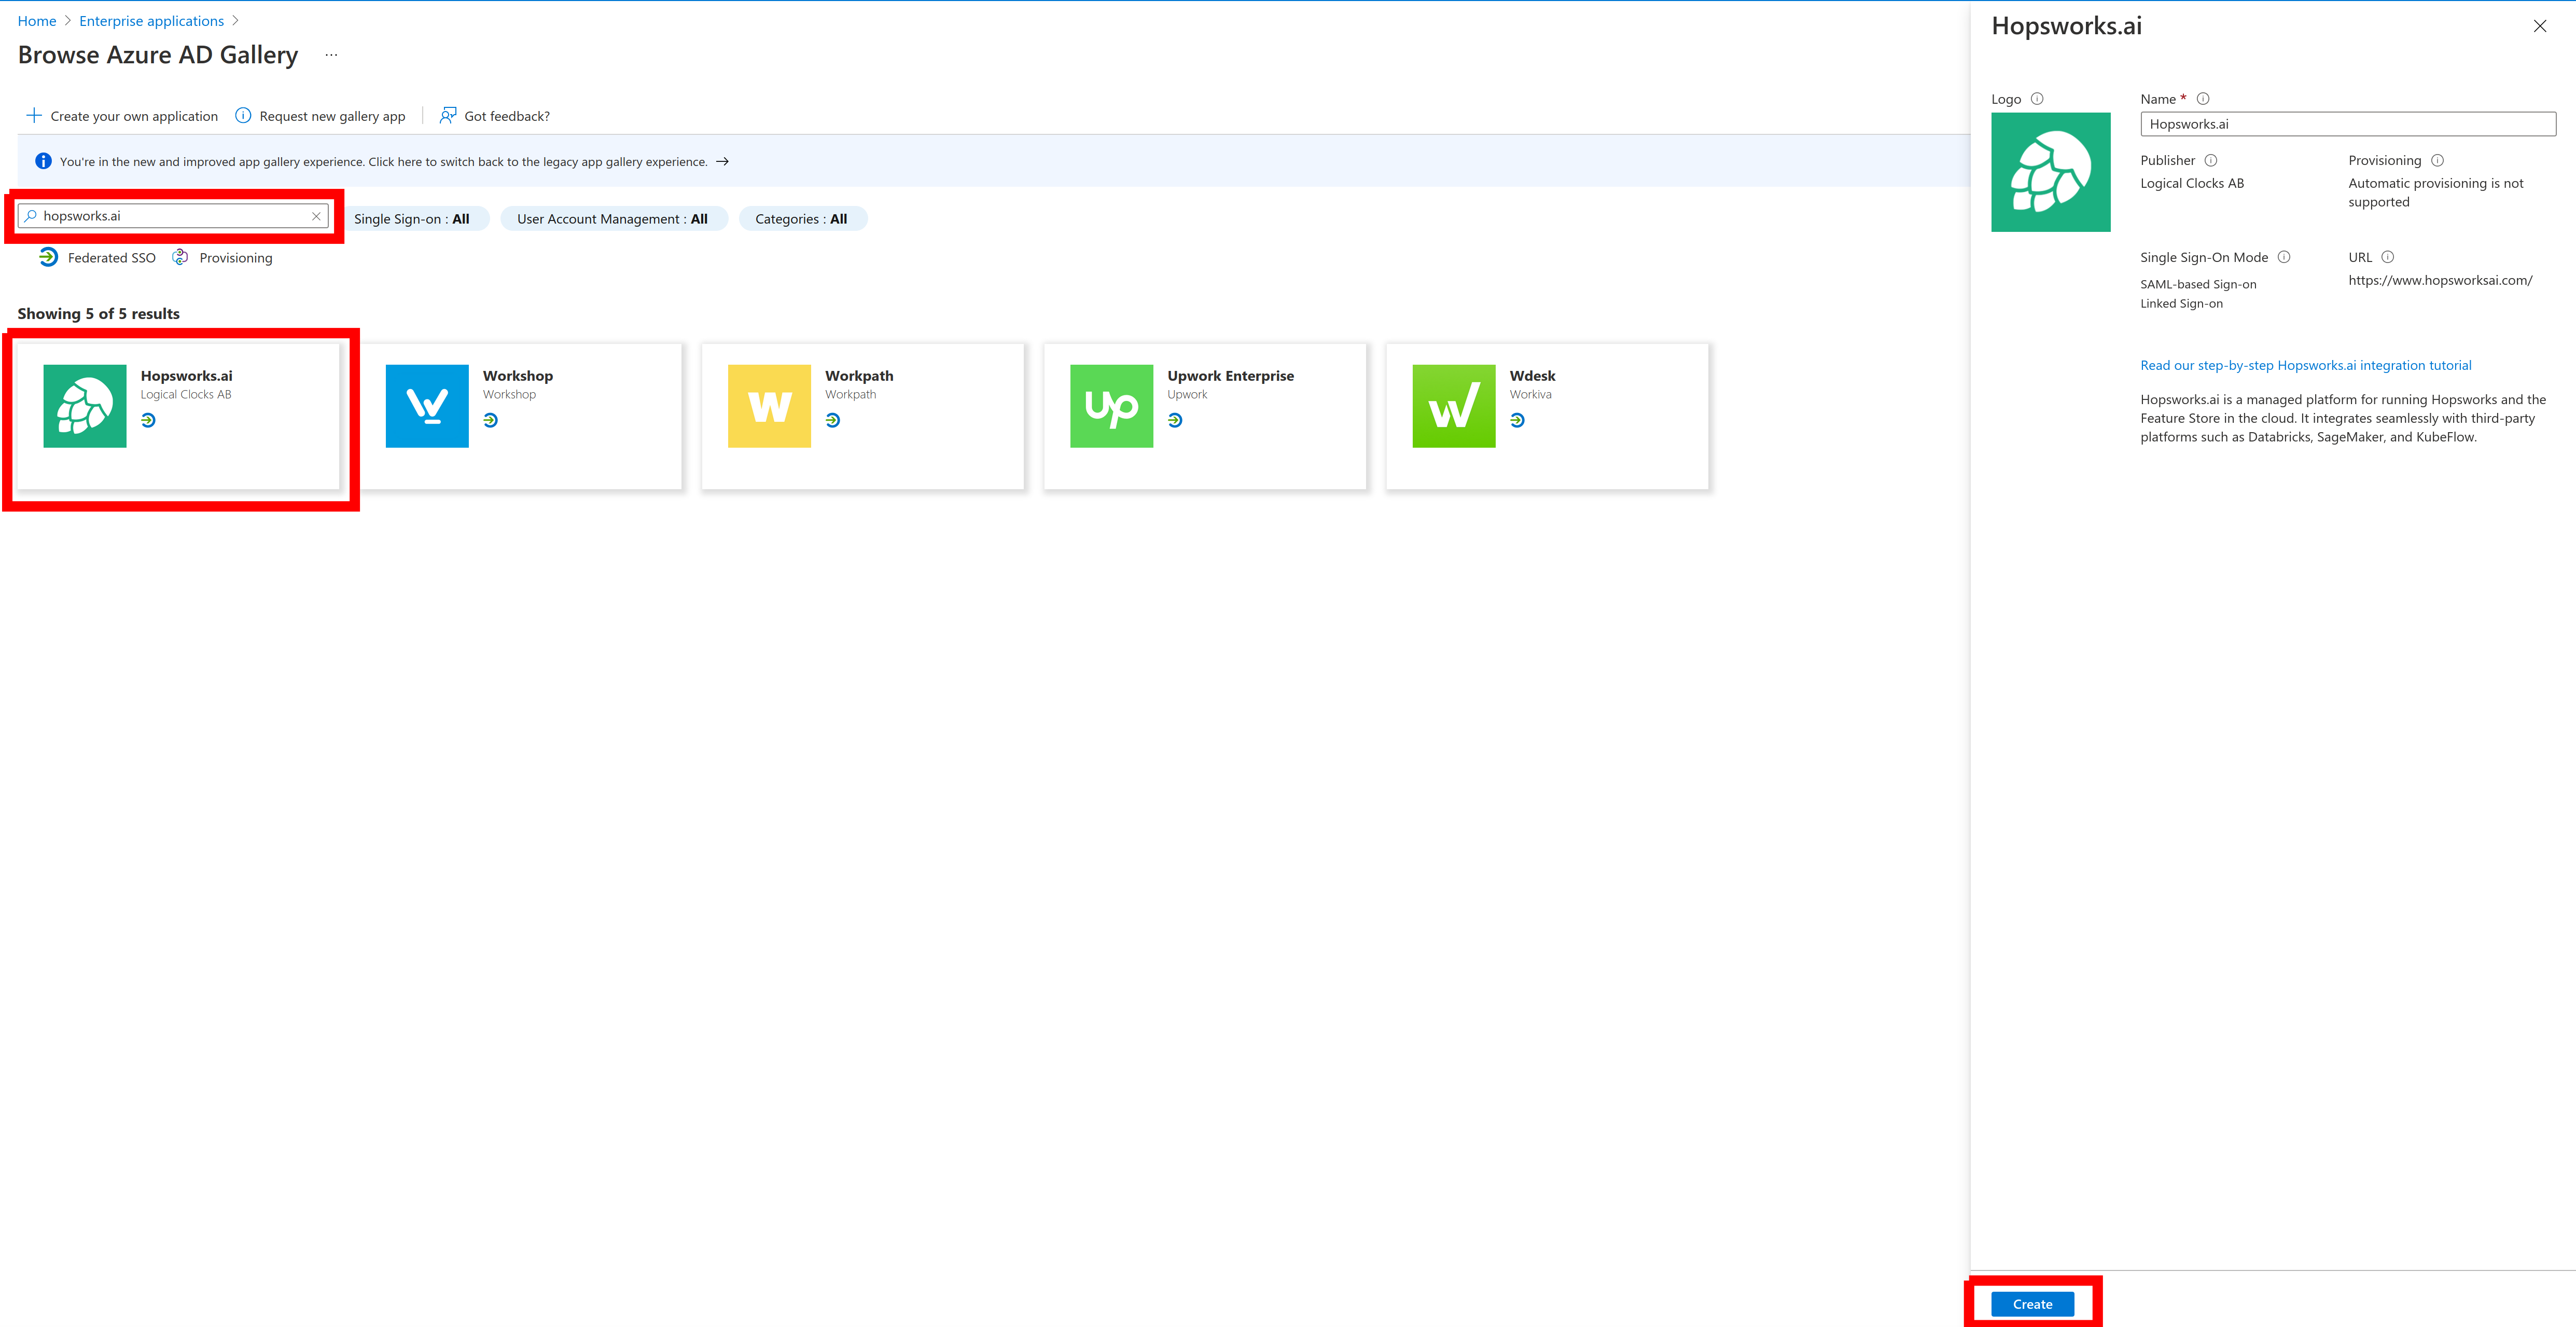 Home > Enterprise applications >
Browse Azure AD Gallery ...
Create your own application
Request new gallery app
Got feedback?
You're in the new and improved app gallery experience. Click here to switch back to the legacy app gallery experience. →
hopsworks.ai
Single Sign-on : All
User Account Management : All
Categories : All
Federated SSO
Provisioning
Showing 5 of 5 results
Hopsworks.ai
Logical Clocks AB
Workshop
Workshop
W
Workpath
Workpath
up
Upwork Enterprise
Upwork
W
Wdesk
Workiva
Hopsworks.ai
Logo
Name *
Hopsworks.ai
Publisher
Logical Clocks AB
Provisioning
Automatic provisioning is not
supported
Single Sign-On Mode
SAML-based Sign-on
Linked Sign-on
URL
https://www.hopsworksai.com/
Read our step-by-step Hopsworks.ai integration tutorial
Hopsworks.ai is a managed platform for running Hopsworks and the
Feature Store in the cloud. It integrates seamlessly with third-party
platforms such as Databricks, SageMaker, and KubeFlow.
Create